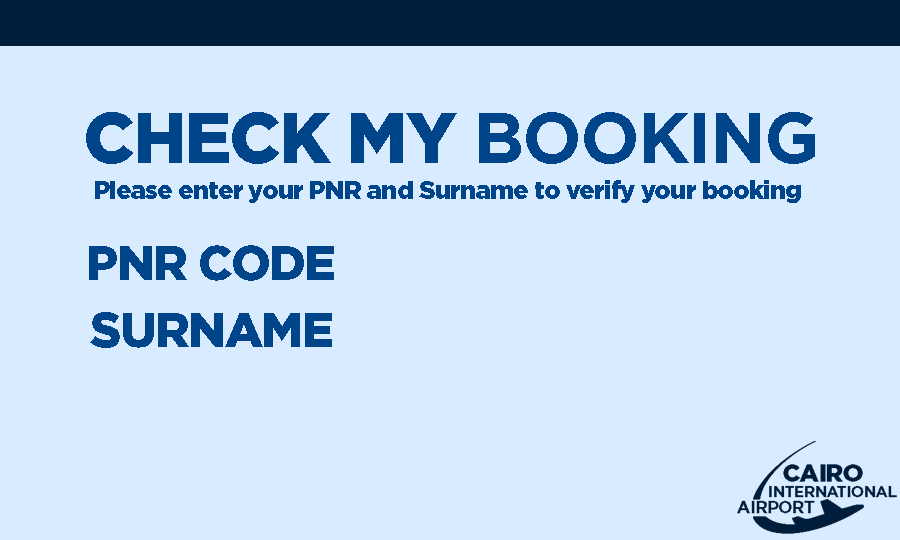 CHECK MY BOOKING
Please enter your PNR and Surname to verify your booking
PNR CODE
SURNAME
CAIRO
INTERNATIONAL
AIRPORT